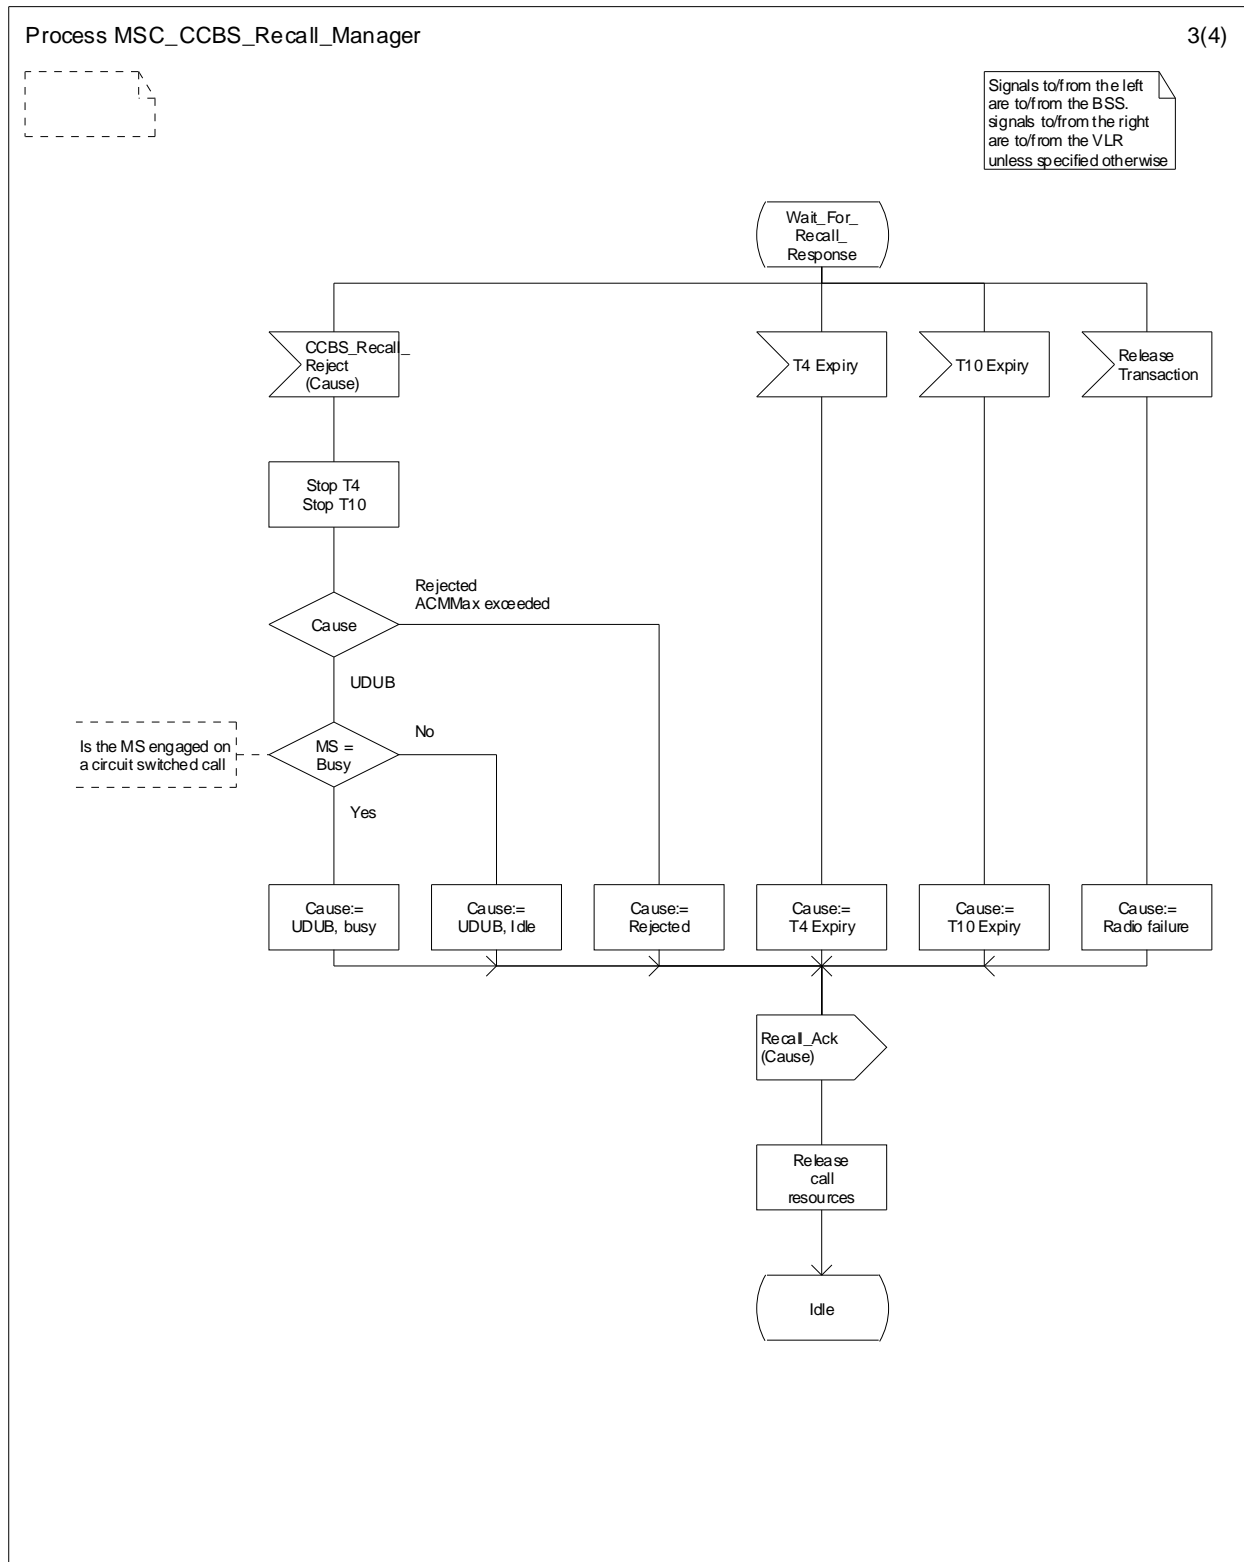 Process MSC_CCBS_Recall_Manager
3(4)
Signals to/from the left
are to/from the BSS.
signals to/from the right
are to/from the VLR
unless specified otherwise
Wait_For_
Recall_
Response
CCBS_Recall_
Reject
(Cause)
T4 Expiry
T10 Expiry
Release
Transaction
Stop T4
Stop T10
Rejected
ACMMax exceeded
Cause
UDUB
Is the MS engaged on
a circuit switched call
MS =
Busy
No
Yes
Cause:=
UDUB, busy
Cause:=
UDUB, Idle
Cause:=
Rejected
Cause:=
T4 Expiry
Cause:=
T10 Expiry
Cause:=
Radio failure
Recall_Ack
(Cause)
Release
call
resources
Idle